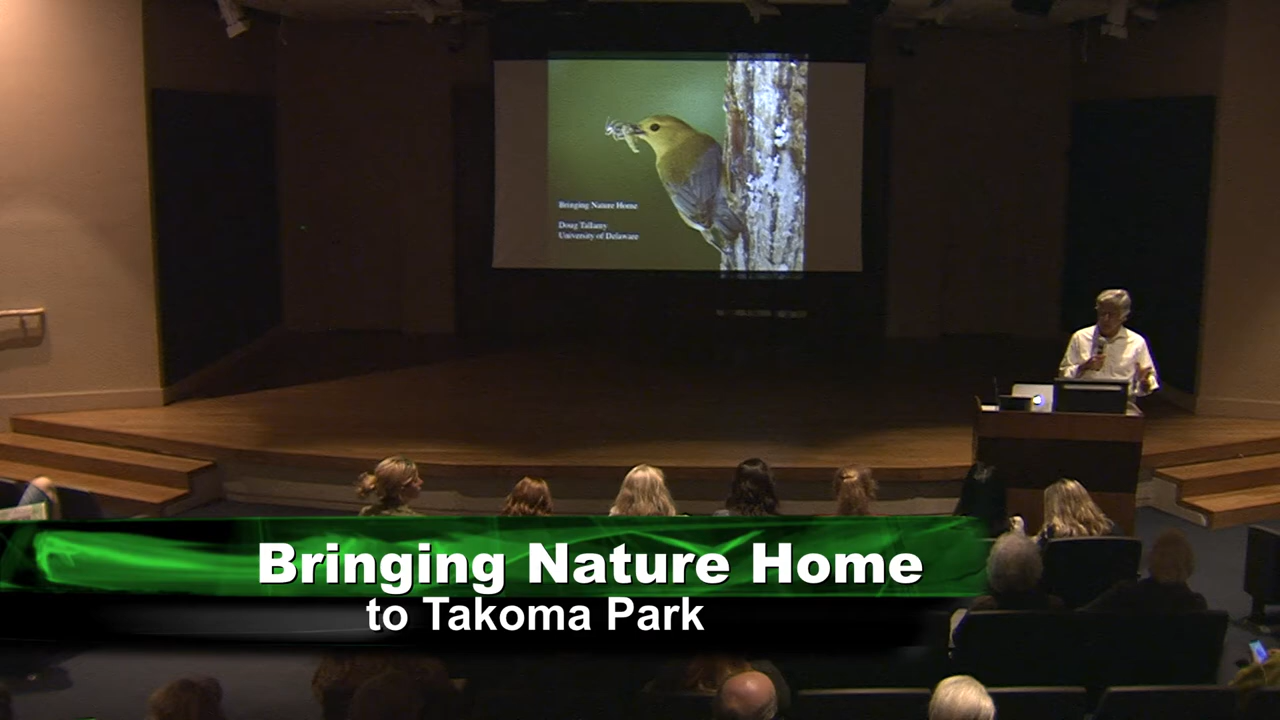 Bringing Nature Home
Doug Tallamy
University of Delaware
Bringing Nature Home
to Takoma Park